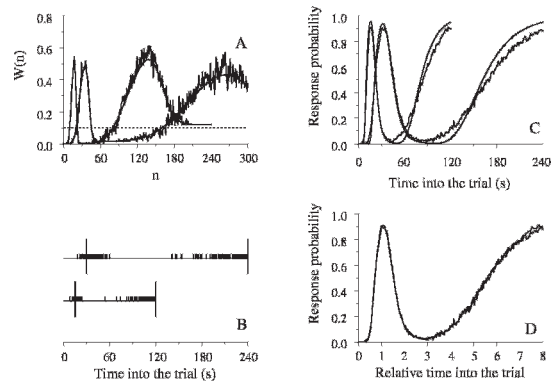 0.8
0.6
0.4
0.2
0.0
W(n)
A
0 60 120 180 240 300
n
1.0
0.8
0.6
0.4
0.2
0.0
Response probability
C
0 60 120 180 240
Time into the trial (s)
B
0 60 120 180 240
Time into the trial (s)
1.0
0.8
0.6
0.4
0.2
0.0
Response probability
D
0 1 2 3 4 5 6 7 8
Relative time into the trial